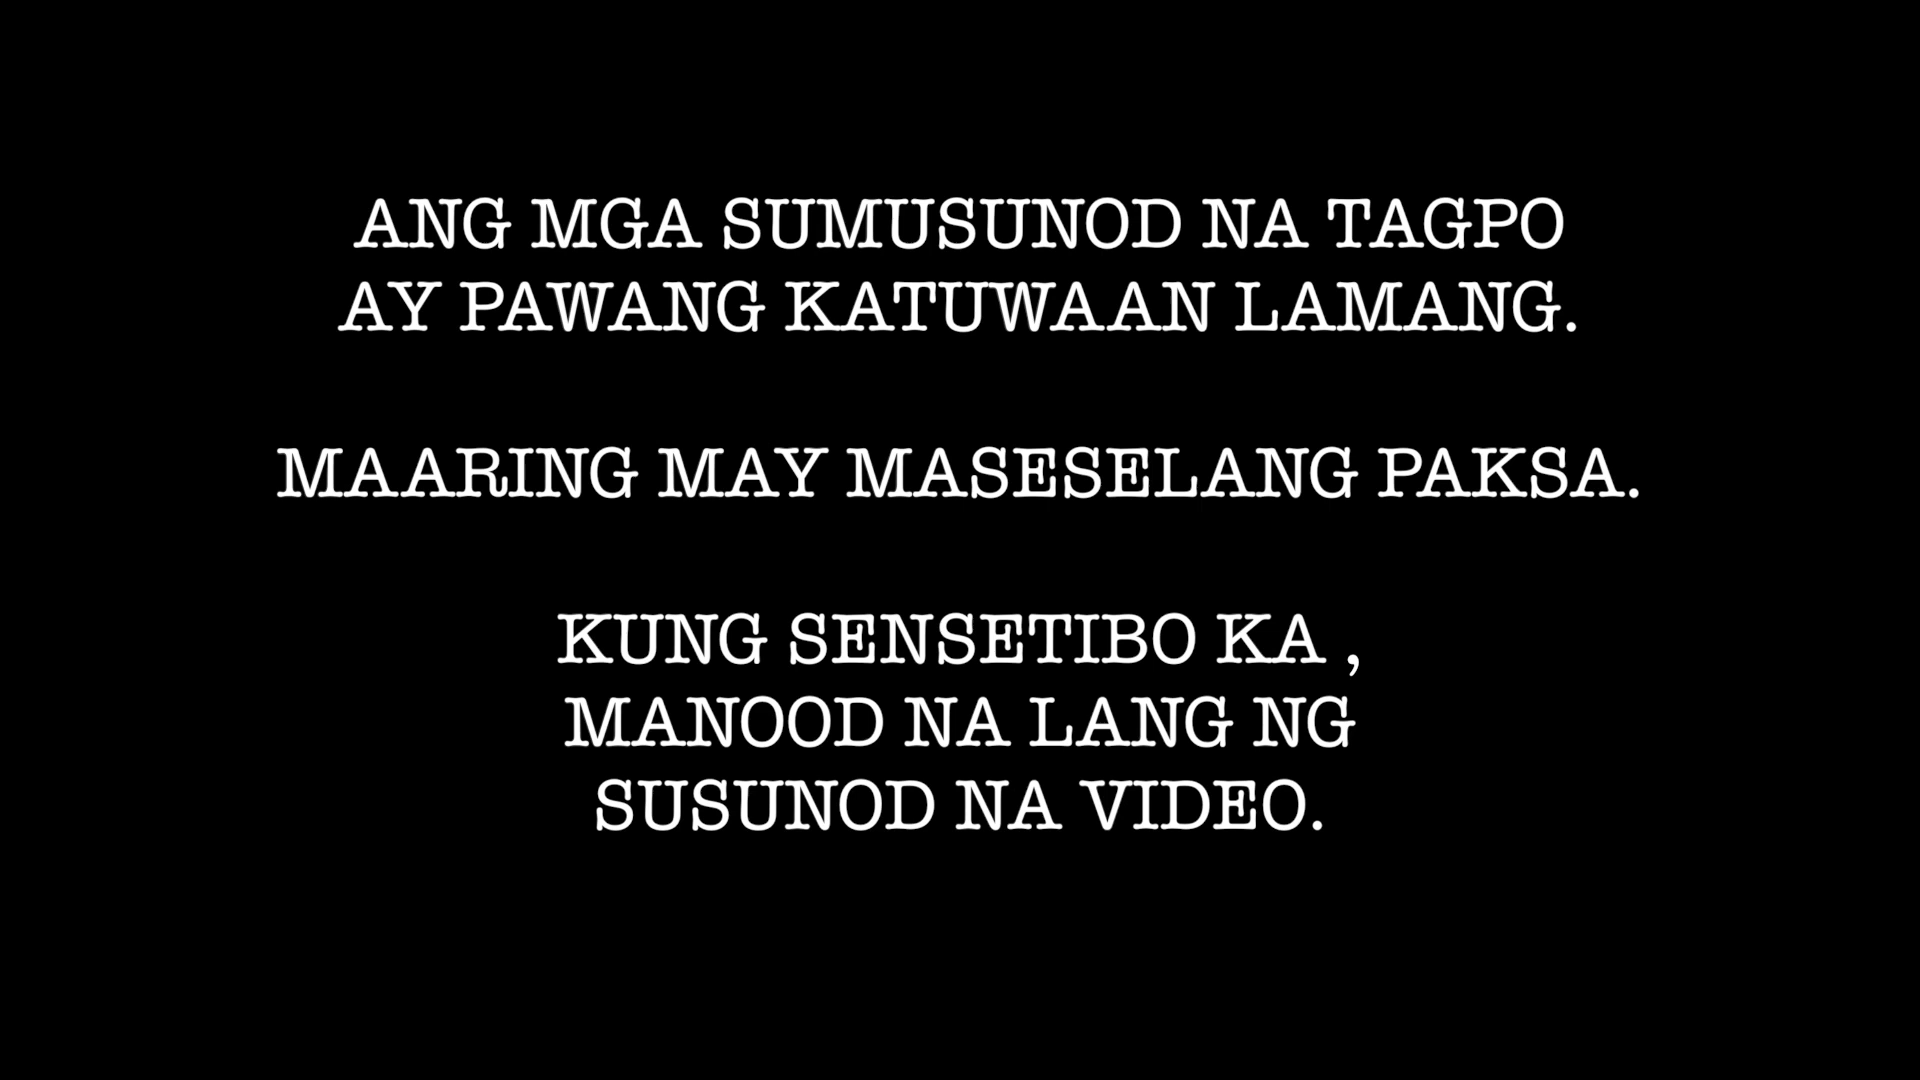 ANG MGA SUMUSUNOD NA TAGPO
AY PAWANG KATUWAAN LAMANG.
MAARING MAY MASESELANG PAKSA.
KUNG SENSETIBO KA ,
MANOOD NA LANG NG
SUSUNOD NA VIDEO.